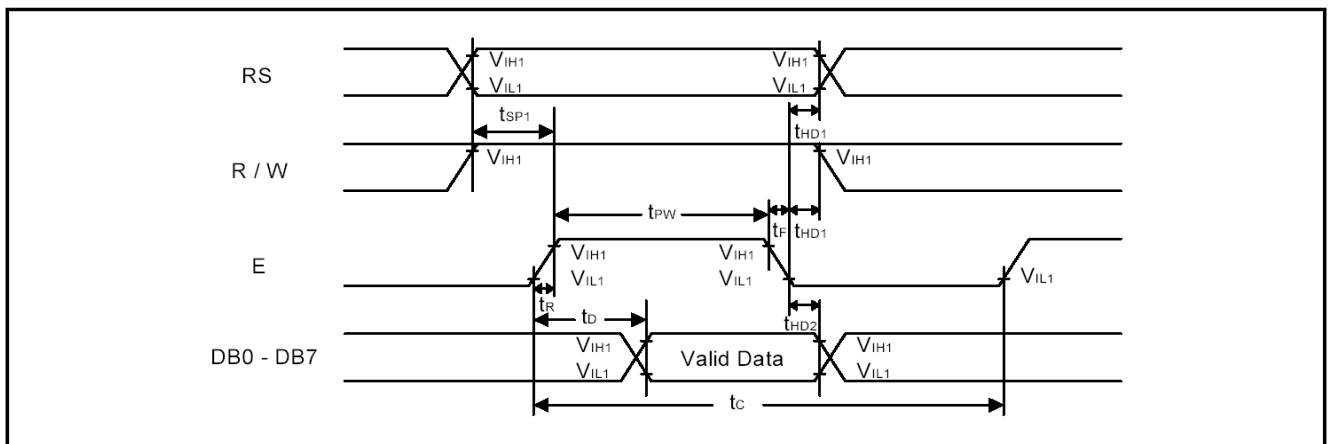 RS
VIH1
VIL1
VIH1
VIL1
tSP1
tHD1
R / W
VIH1
VIH1
tPW
tF
tHD1
E
VIH1
VIL1
VIH1
VIL1
VIL1
tR
tD
tHD2
DB0 - DB7
VIH1
VIL1
Valid Data
VIH1
VIL1
tC